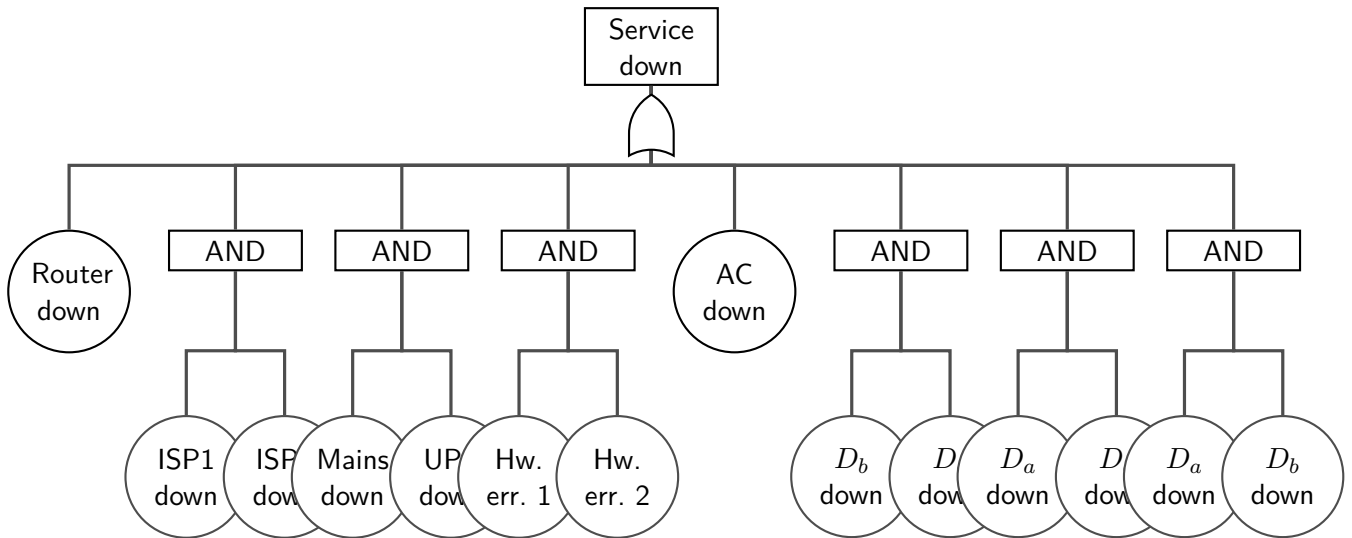 Service
down
Router
down
AND
AND
AND
AC
down
AND
AND
AND
ISP1
down
Mains
down
Hw.
err. 1
Hw.
err. 2
D_b
down
D_a
down
D_a
down
D_b
down